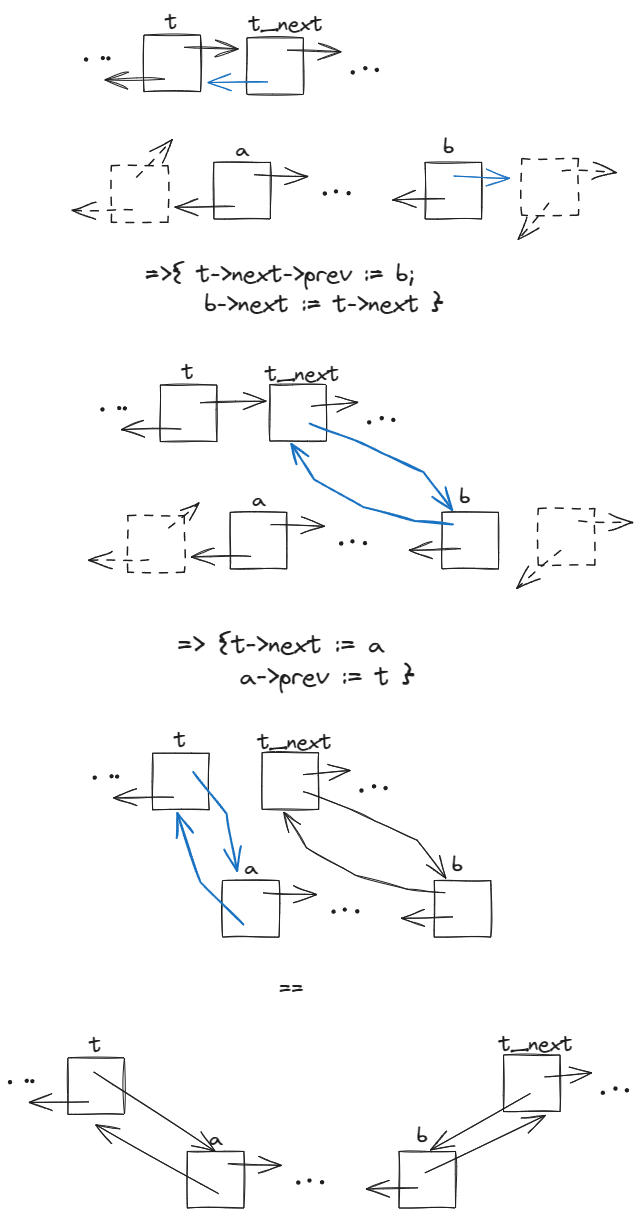 t t_next
a b
=>{ t->next->prev := b;
b->next := t->next }
t t_next
a b
=> {t->next := a
a->prev := t }
t t_next
a b
==
t t_next
a b